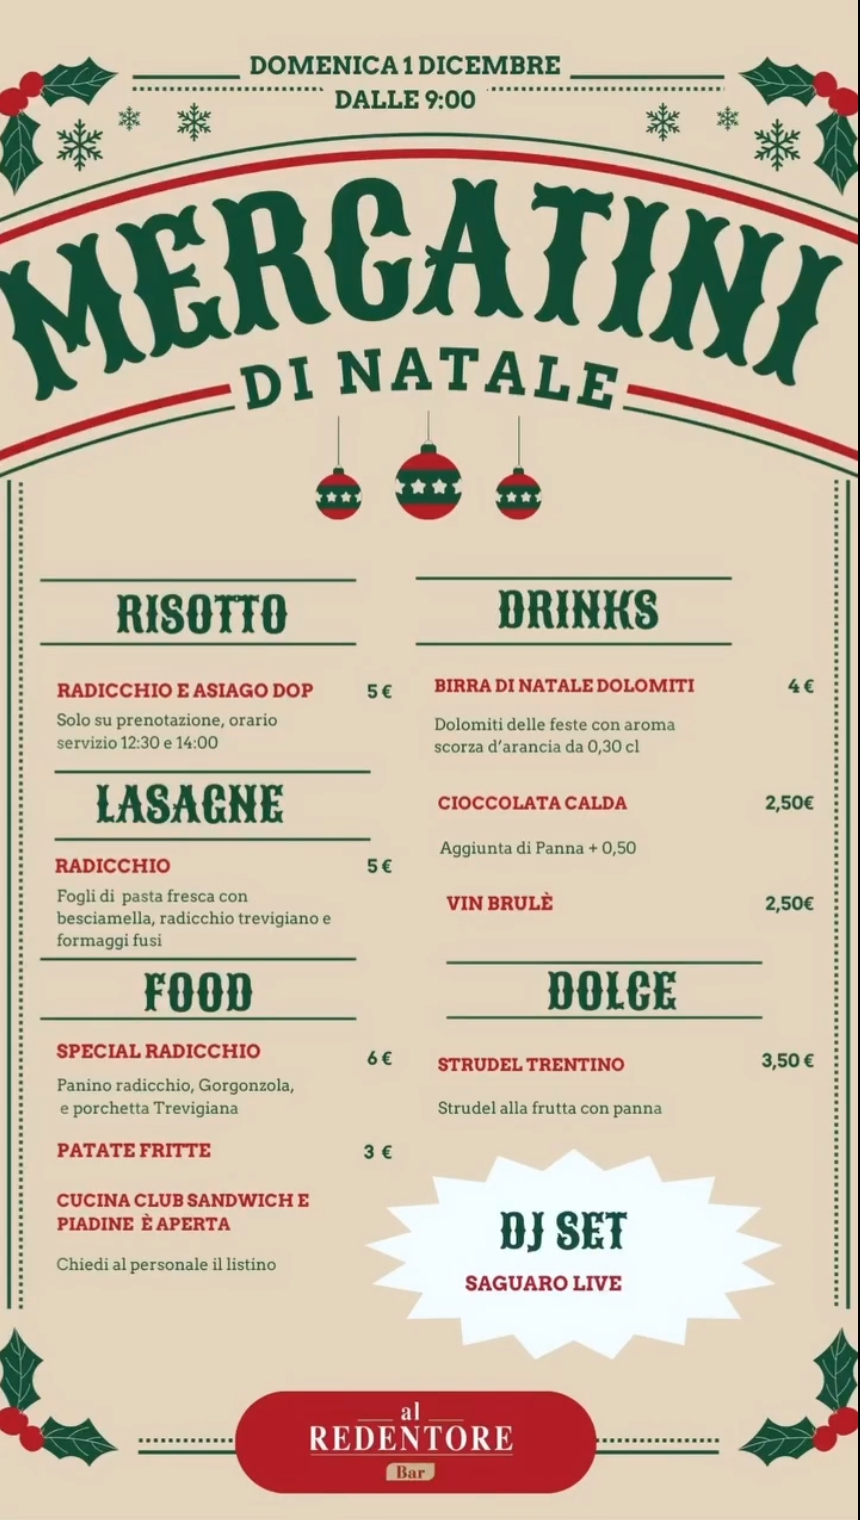 DOMENICA 1 DICEMBRE
DALLE 9:00
MERCATINI
DI NATALE
RISOTTO
RADICCHIO E ASIAGO DOP 5 €
Solo su prenotazione, orario
servizio 12:30 e 14:00
LASAGNE
RADICCHIO 5 €
Fogli di pasta fresca con
besciamella, radicchio trevigiano e
formaggi fusi
FOOD
SPECIAL RADICCHIO 6 €
Panino radicchio, Gorgonzola,
e porchetta Trevigiana
PATATE FRITTE 3 €
CUCINA CLUB SANDWICH E
PIADINE È APERTA
Chiedi al personale il listino
DRINKS
BIRRA DI NATALE DOLOMITI 4 €
Dolomiti delle feste con aroma
scorza d'arancia da 0,30 cl
CIOCCOLATA CALDA 2,50€
Aggiunta di Panna + 0,50
VIN BRULÈ 2,50€
DOLCE
STRUDEL TRENTINO 3,50 €
Strudel alla frutta con panna
DJ SET
SAGUARO LIVE
al
REDENTORE
Bar